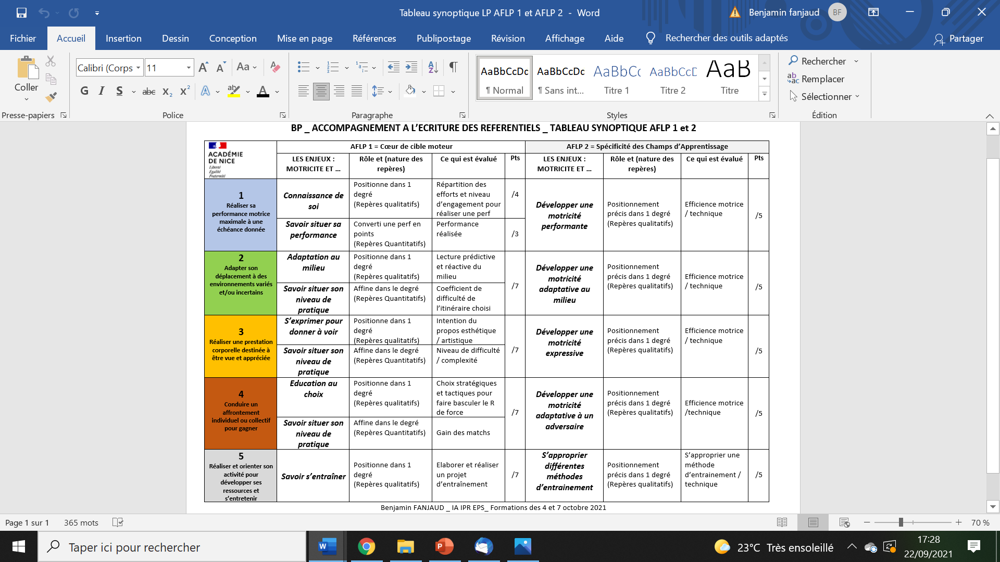 Tableau synoptique LP AFLP 1 et AFLP 2 - Word
Benjamin fanjaud
BF
Fichier
Accueil
Insertion
Dessin
Conception
Mise en page
Références
Publipostage
Révision
Affichage
Aide
Rechercher des outils adaptés
Partager
Coller
Presse-papiers
Calibri (Corps
11
Aa
G I S abc x₂ x²
Police
Paragraphe
AaBbCcDc
¶ Normal
AaBbCcDc
¶ Sans int...
AaBbCc
Titre 1
AaBbCcD
Titre 2
AaB
Titre
Styles
Rechercher
Remplacer
Sélectionner
Édition
BP _ ACCOMPAGNEMENT A L’ECRITURE DES REFERENTIELS _ TABLEAU SYNOPTIQUE AFLP 1 et 2
ACADÉMIE
DE NICE
Liberté
Égalité
Fraternité
AFLP 1 = Cœur de cible moteur
AFLP 2 = Spécificité des Champs d’Apprentissage
LES ENJEUX :
MOTRICITE ET ...
Rôle et (nature des
repères)
Ce qui est évalué
Pts
LES ENJEUX :
MOTRICITE ET ...
Rôle et (nature des
repères)
Ce qui est évalué
Pts
1
Réaliser sa
performance motrice
maximale à une
échéance donnée
Connaissance de
soi
Positionne dans 1
degré
(Repères qualitatifs)
Répartition des
efforts et niveau
d’engagement pour
réaliser une perf
/4
Savoir situer sa
performance
Converti une perf en
points
(Repères Quantitatifs)
Performance
réalisée
/3
Développer une
motricité
performante
Positionnement
précis dans 1 degré
(Repères qualitatifs)
Efficience motrice
/ technique
/5
2
Adapter son
déplacement à des
environnements variés
et/ou incertains
Adaptation au
milieu
Positionne dans 1
degré
(Repères qualitatifs)
Lecture prédictive
et réactive du
milieu
Savoir situer son
niveau de
pratique
Affine dans le degré
(Repères Quantitatifs)
Coefficient de
difficulté de
l’itinéraire choisi
/7
Développer une
motricité
adaptative au
milieu
Positionnement
précis dans 1 degré
(Repères qualitatifs)
Efficience motrice
/ technique
/5
3
Réaliser une prestation
corporelle destinée à
être vue et appréciée
S’exprimer pour
donner à voir
Positionne dans 1
degré
(Repères qualitatifs)
Intention du
propos esthétique
/ artistique
Savoir situer son
niveau de
pratique
Affine dans le degré
(Repères Quantitatifs)
Niveau de difficulté
/ complexité
/7
Développer une
motricité
expressive
Positionnement
précis dans 1 degré
(Repères qualitatifs)
Efficience motrice
/ technique
/5
4
Conduire un
affrontement
individuel ou collectif
pour gagner
Education au
choix
Positionne dans 1
degré
(Repères qualitatifs)
Choix stratégiques
et tactiques pour
faire basculer le R
de force
Savoir situer son
niveau de
pratique
Affine dans le degré
(Repères Quantitatifs)
Gain des matchs
/7
Développer une
motricité
adaptative à un
adversaire
Positionnement
précis dans 1 degré
(Repères qualitatifs)
Efficience motrice
/technique
/5
5
Réaliser et orienter son
activité pour
développer ses
ressources et
s’entretenir
Savoir s’entraîner
Positionne dans 1
degré
(Repères qualitatifs)
Elaborer et réaliser
un projet
d’entraînement
/7
S’approprier
différentes
méthodes
d’entrainement
Positionnement
précis dans 1 degré
(Repères qualitatifs)
S’approprier une
méthode
d’entrainement /
technique
/5
Benjamin FANJAUD _ IA IPR EPS_ Formations des 4 et 7 octobre 2021
Page 1 sur 1
365 mots
70 %
Taper ici pour rechercher
23°C Très ensoleillé
17:28
22/09/2021